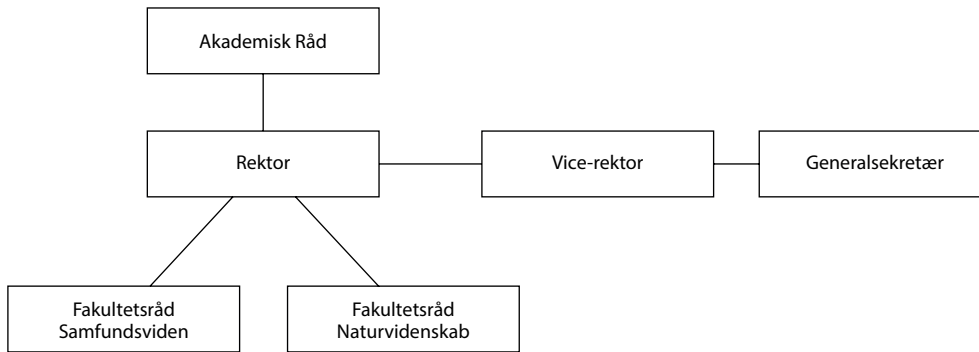 Akademisk Råd
Rektor
Vice-rektor
Generalsekretær
Fakultetsråd
Samfundsviden
Fakultetsråd
Naturvidenskab